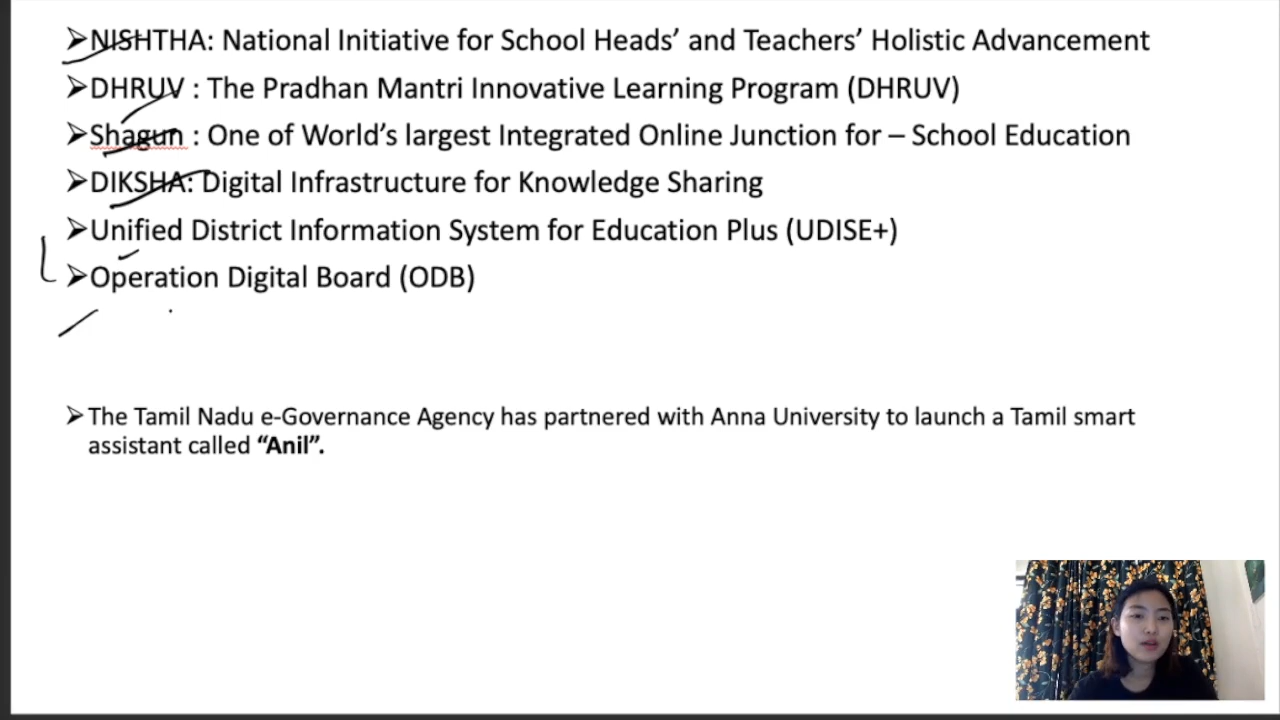 ➢NISHTHA: National Initiative for School Heads’ and Teachers’ Holistic Advancement
➢DHRUV : The Pradhan Mantri Innovative Learning Program (DHRUV)
➢Shagun : One of World’s largest Integrated Online Junction for – School Education
➢DIKSHA: Digital Infrastructure for Knowledge Sharing
➢Unified District Information System for Education Plus (UDISE+)
➢Operation Digital Board (ODB)
➢The Tamil Nadu e-Governance Agency has partnered with Anna University to launch a Tamil smart
assistant called “Anil”.